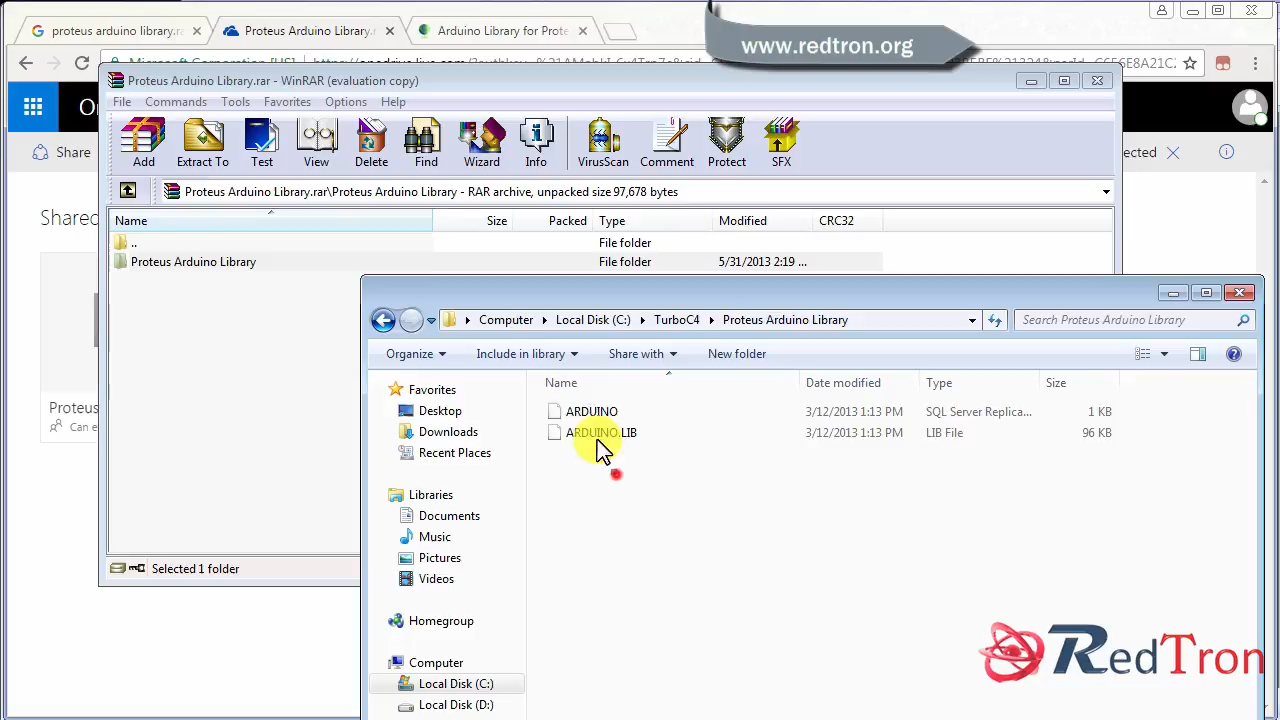 www.redtron.org
proteus arduino library.ra
Proteus Arduino Library.
Arduino Library for Prote
Proteus Arduino Library.rar - WinRAR (evaluation copy)
File Commands Tools Favorites Options Help
Add Extract To Test View Delete Find Wizard Info VirusScan Comment Protect SFX
Share
ected
Proteus Arduino Library.rar\Proteus Arduino Library - RAR archive, unpacked size 97,678 bytes
Shared
Name Size Packed Type Modified CRC32
.. File folder
Proteus Arduino Library File folder 5/31/2013 2:19 ...
Proteus
Can e
Selected 1 folder
Computer Local Disk (C:) TurboC4 Proteus Arduino Library
Search Proteus Arduino Library
Organize Include in library Share with New folder
Name Date modified Type Size
ARDUINO 3/12/2013 1:13 PM SQL Server Replica... 1 KB
ARDUINO.LIB 3/12/2013 1:13 PM LIB File 96 KB
Favorites
Desktop
Downloads
Recent Places
Libraries
Documents
Music
Pictures
Videos
Homegroup
Computer
Local Disk (C:)
Local Disk (D:)
RedTron